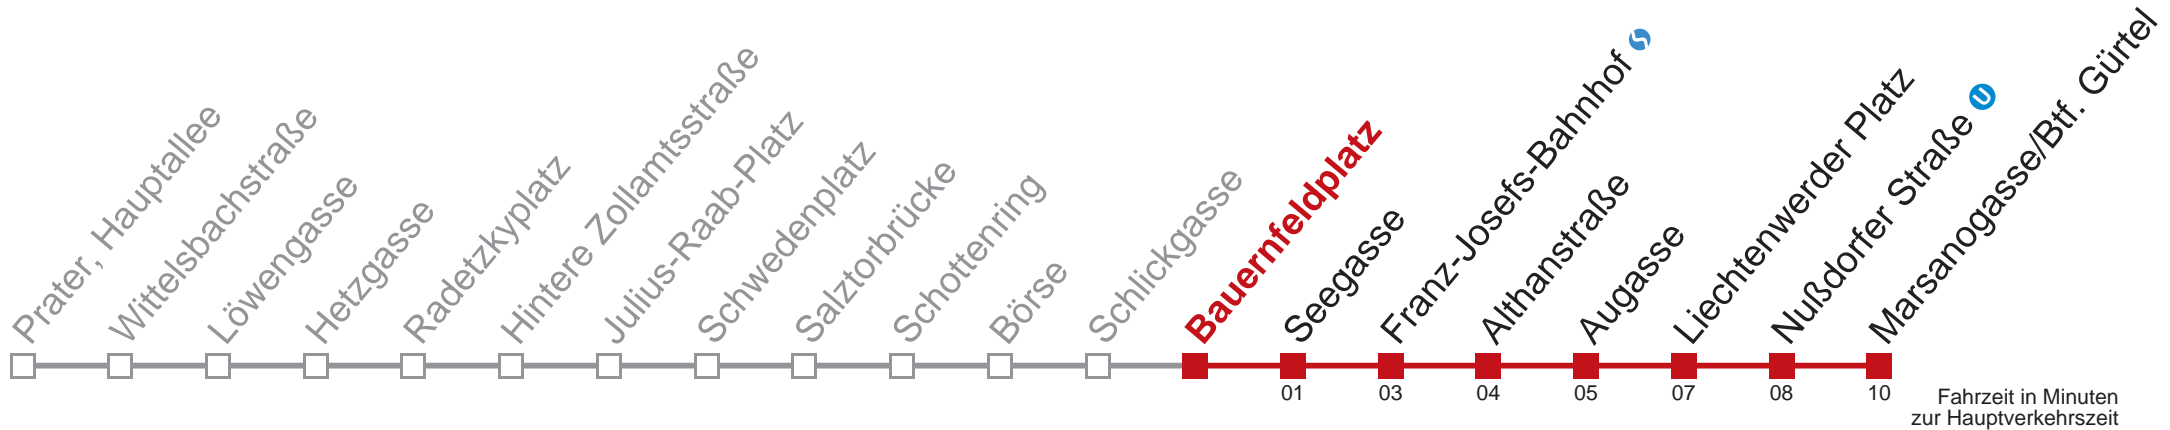 Prater, Hauptallee
Wittelsbachstraße
Löwengasse
Hetzgasse
Radetzkyplatz
Hintere Zollamtsstraße
Julius-Raab-Platz
Schwedenplatz
Salztorbrücke
Schottenring
Börse
Schlickgasse
Bauernfeldplatz
Seegasse
Franz-Josefs-Bahnhof S
Althanstraße
Augasse
Liechtenwerder Platz
Nußdorfer Straße U
Marsanogasse/Btf. Gürtel
01 03 04 05 07 08 10
Fahrzeit in Minuten
zur Hauptverkehrszeit